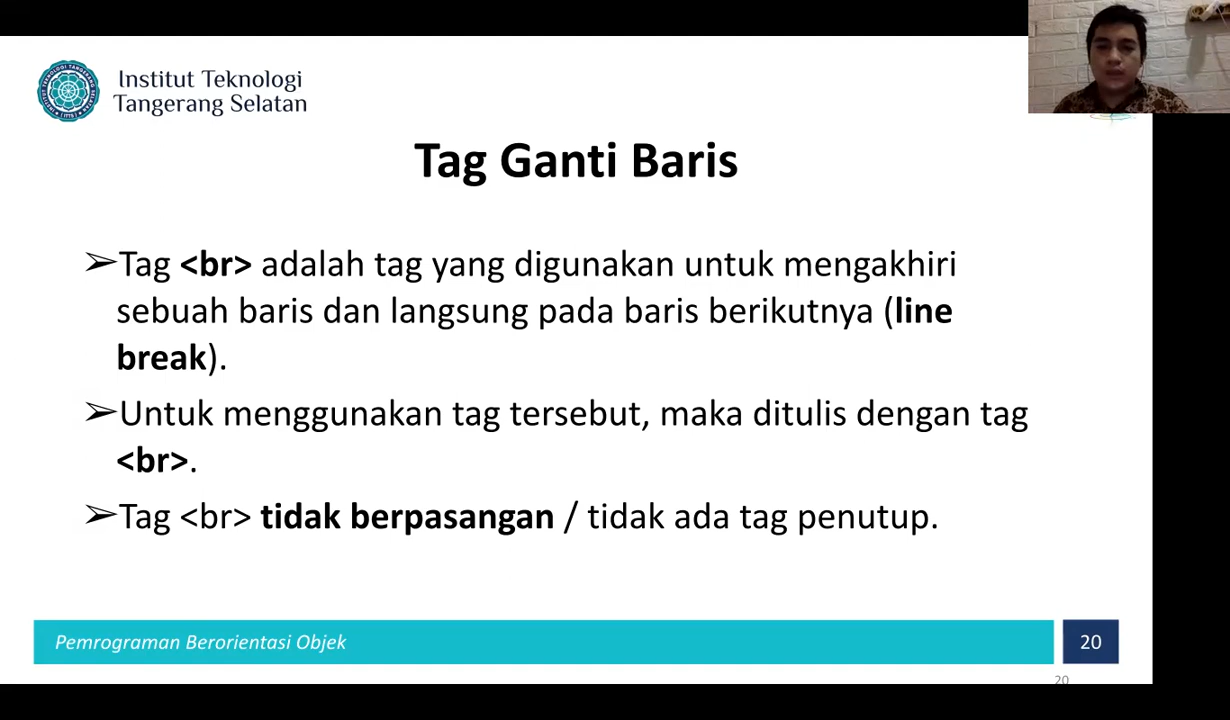 Institut Teknologi
Tangerang Selatan
Tag Ganti Baris
➢Tag <br> adalah tag yang digunakan untuk mengakhiri
sebuah baris dan langsung pada baris berikutnya (line
break).
➢Untuk menggunakan tag tersebut, maka ditulis dengan tag
<br>.
➢Tag <br> tidak berpasangan / tidak ada tag penutup.
Pemrograman Berorientasi Objek
20
20